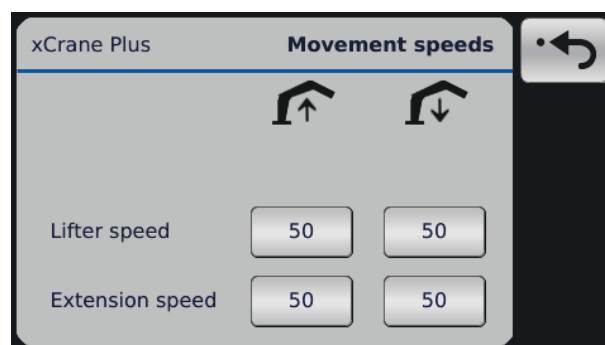 xCrane Plus Movement speeds
Lifter speed 50 50
Extension speed 50 50